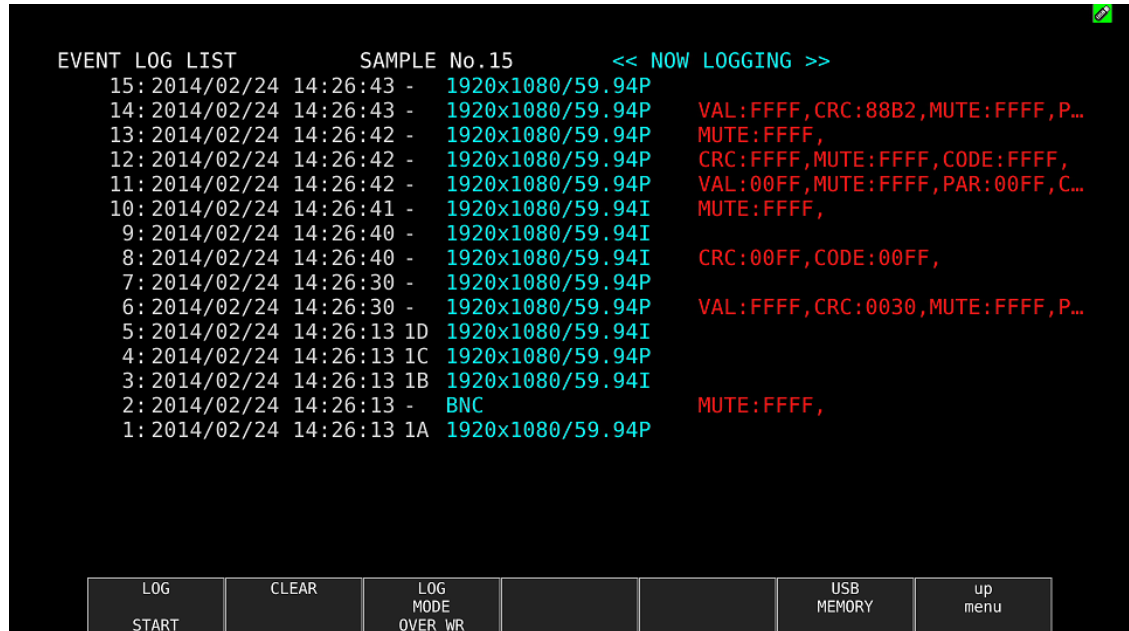 EVENT LOG LIST SAMPLE No.15 << NOW LOGGING >>
15:2014/02/24 14:26:43 - 1920x1080/59.94P
14:2014/02/24 14:26:43 - 1920x1080/59.94P VAL:FFFF,CRC:88B2,MUTE:FFFF,P…
13:2014/02/24 14:26:42 - 1920x1080/59.94P MUTE:FFFF,
12:2014/02/24 14:26:42 - 1920x1080/59.94P CRC:FFFF,MUTE:FFFF,CODE:FFFF,
11:2014/02/24 14:26:42 - 1920x1080/59.94P VAL:00FF,MUTE:FFFF,PAR:00FF,C…
10:2014/02/24 14:26:41 - 1920x1080/59.94I MUTE:FFFF,
9:2014/02/24 14:26:40 - 1920x1080/59.94I
8:2014/02/24 14:26:40 - 1920x1080/59.94I CRC:00FF,CODE:00FF,
7:2014/02/24 14:26:30 - 1920x1080/59.94P
6:2014/02/24 14:26:30 - 1920x1080/59.94P VAL:FFFF,CRC:0030,MUTE:FFFF,P…
5:2014/02/24 14:26:13 1D 1920x1080/59.94I
4:2014/02/24 14:26:13 1C 1920x1080/59.94P
3:2014/02/24 14:26:13 1B 1920x1080/59.94I
2:2014/02/24 14:26:13 - BNC MUTE:FFFF,
1:2014/02/24 14:26:13 1A 1920x1080/59.94P
LOG
START
CLEAR
LOG
MODE
OVER WR
USB
MEMORY
up
menu